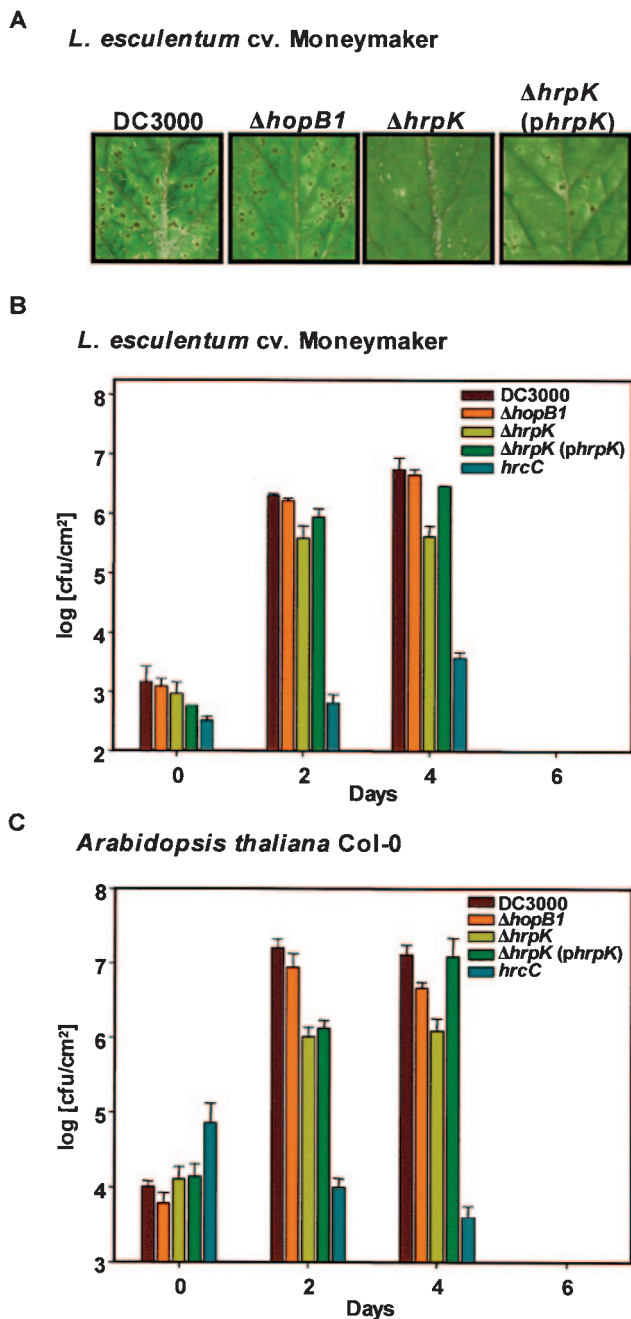 A
L. esculentum cv. Moneymaker
DC3000
ΔhopB1
ΔhrpK
ΔhrpK
(phrpK)
B
L. esculentum cv. Moneymaker
8
7
6
5
4
3
2
log [cfu/cm²]
DC3000
ΔhopB1
ΔhrpK
ΔhrpK (phrpK)
hrcC
0 2 4 6
Days
C
Arabidopsis thaliana Col-0
8
7
6
5
4
3
log [cfu/cm²]
DC3000
ΔhopB1
ΔhrpK
ΔhrpK (phrpK)
hrcC
0 2 4 6
Days